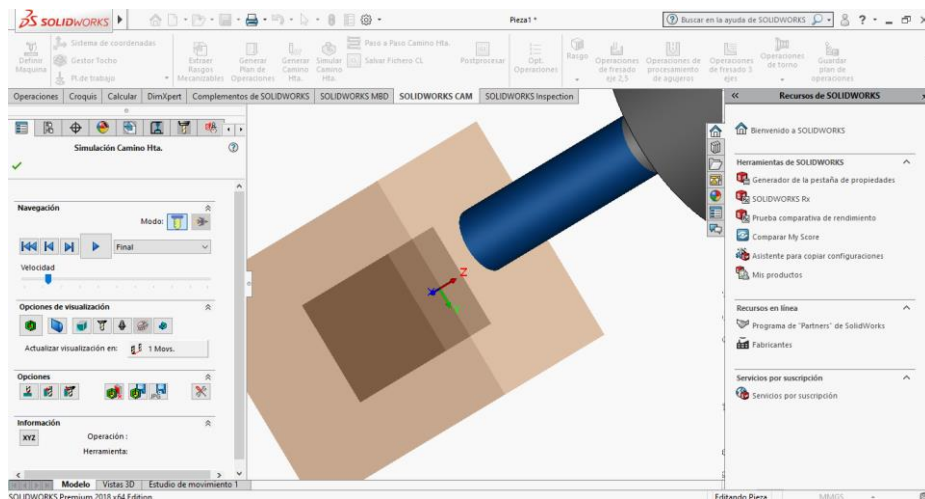 SOLIDWORKS
Pieza1 *
Buscar en la ayuda de SOLIDWORKS
Definir Maquina
Sistema de coordenadas
Gestor Tocho
Pl.de trabajo
Extraer Rasgos Mecanizables
Generar Plan de Operaciones
Generar Camino Hta.
Simular Camino Hta.
Paso a Paso Camino Hta.
Salvar Fichero CL
Postprocesar
Opt. Operaciones
Rasgo
Operaciones de fresado eje 2,5
Operaciones de procesamiento de agujeros
Operaciones de fresado 3 ejes
Operaciones de torno
Guardar plan de operaciones
Operaciones
Croquis
Calcular
DimXpert
Complementos de SOLIDWORKS
SOLIDWORKS MBD
SOLIDWORKS CAM
SOLIDWORKS Inspection
Simulación Camino Hta.
Navegación
Modo:
Final
Velocidad
Opciones de visualización
Actualizar visualización en:
1 Movs.
Opciones
Información
XYZ
Operación :
Herramienta:
Z
Recursos de SOLIDWORKS
Bienvenido a SOLIDWORKS
Herramientas de SOLIDWORKS
Generador de la pestaña de propiedades
SOLIDWORKS Rx
Prueba comparativa de rendimiento
Comparar My Score
Asistente para copiar configuraciones
Mis productos
Recursos en línea
Programa de "Partners" de SolidWorks
Fabricantes
Servicios por suscripción
Servicios por suscripción
Modelo
Vistas 3D
Estudio de movimiento 1
SOLIDWORKS Premium 2018 x64 Edition
Editando Pieza
MMGS